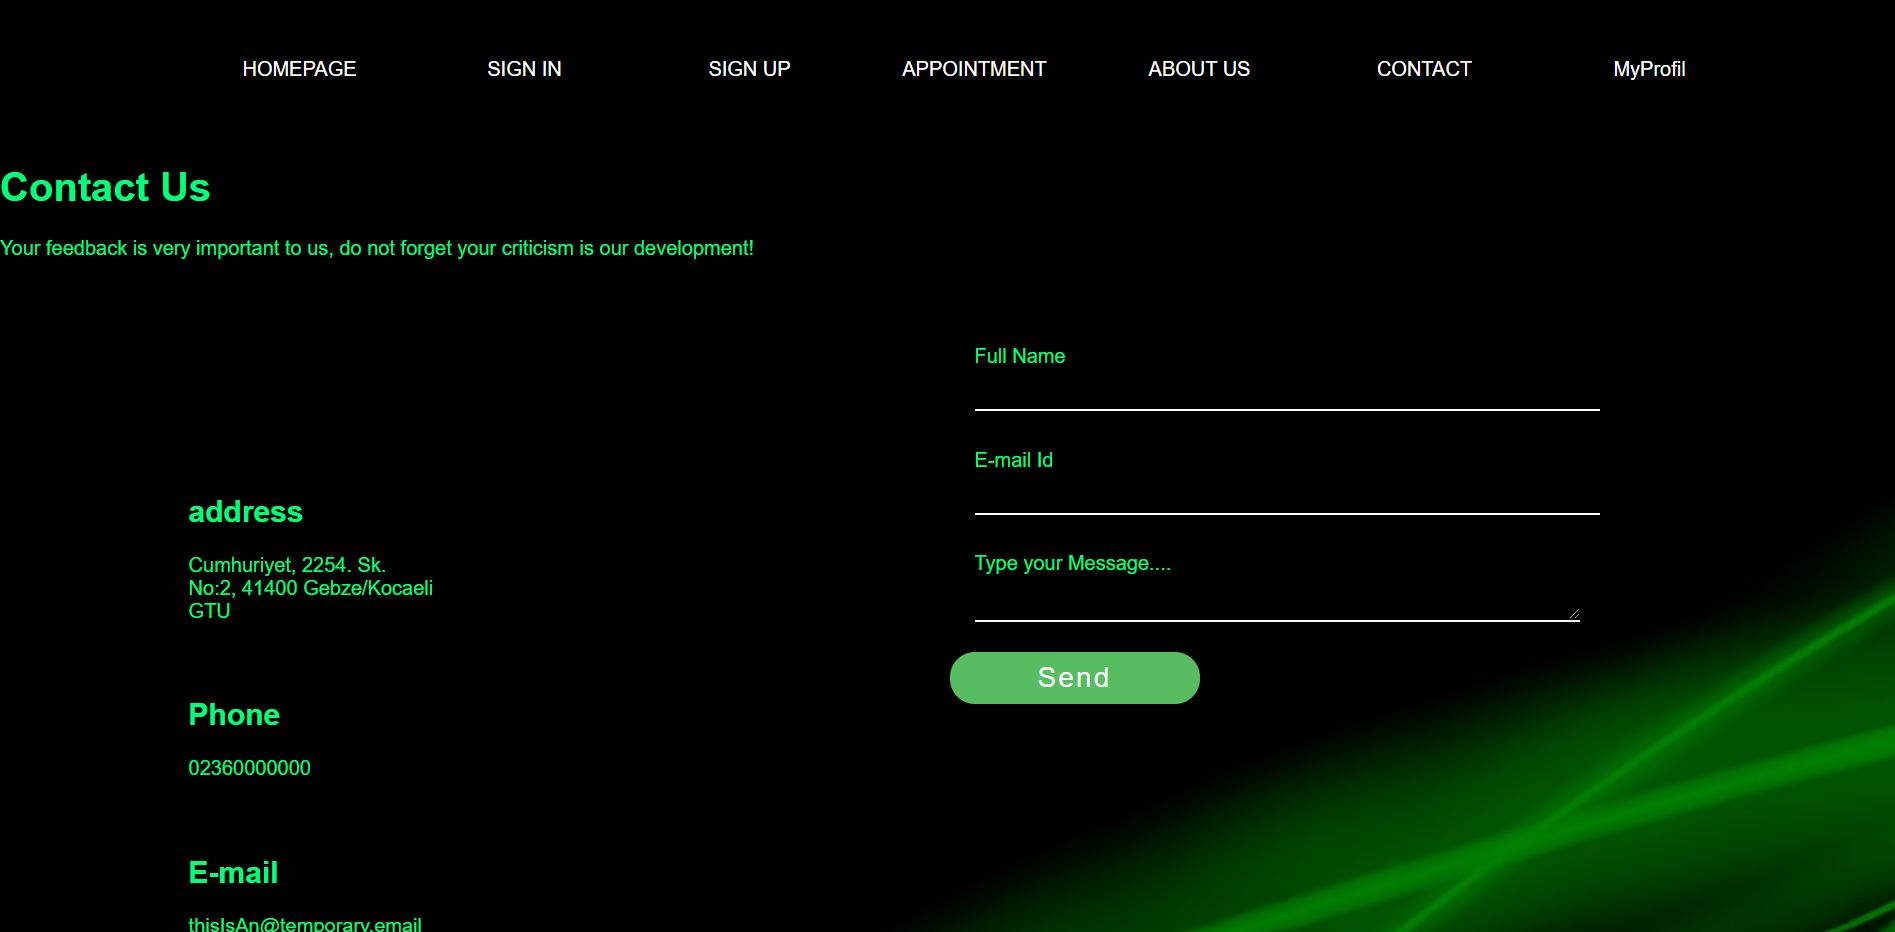 HOMEPAGE SIGN IN SIGN UP APPOINTMENT ABOUT US CONTACT MyProfil
Contact Us
Your feedback is very important to us, do not forget your criticism is our development!
address
Cumhuriyet, 2254. Sk.
No:2, 41400 Gebze/Kocaeli
GTU
Phone
02360000000
E-mail
thisIsAn@temporary.email
Full Name
E-mail Id
Type your Message....
Send